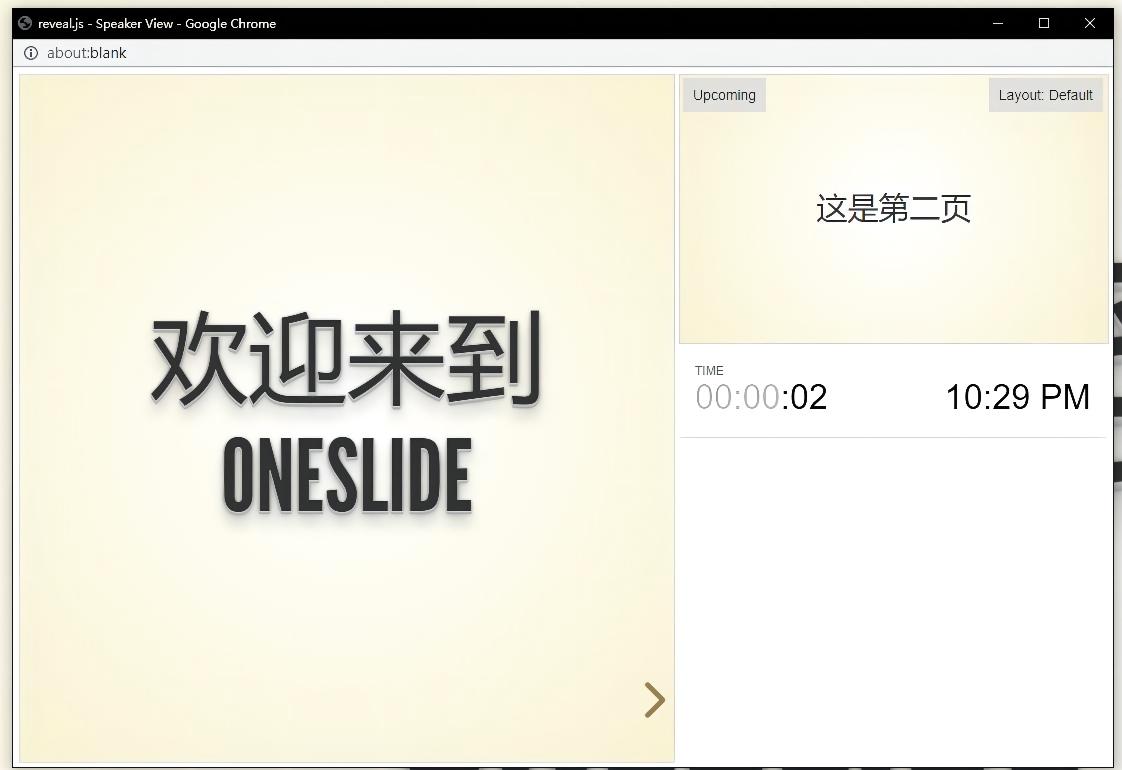 reveal.js - Speaker View - Google Chrome
about:blank
欢迎来到
ONESLIDE
Upcoming
Layout: Default
这是第二页
TIME
00:00:02
10:29 PM